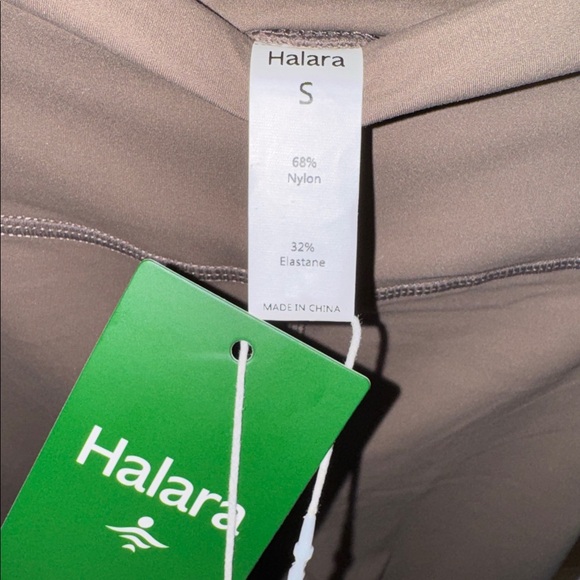 Halara
S
68%
Nylon
32%
Elastane
MADE IN CHINA
Halara